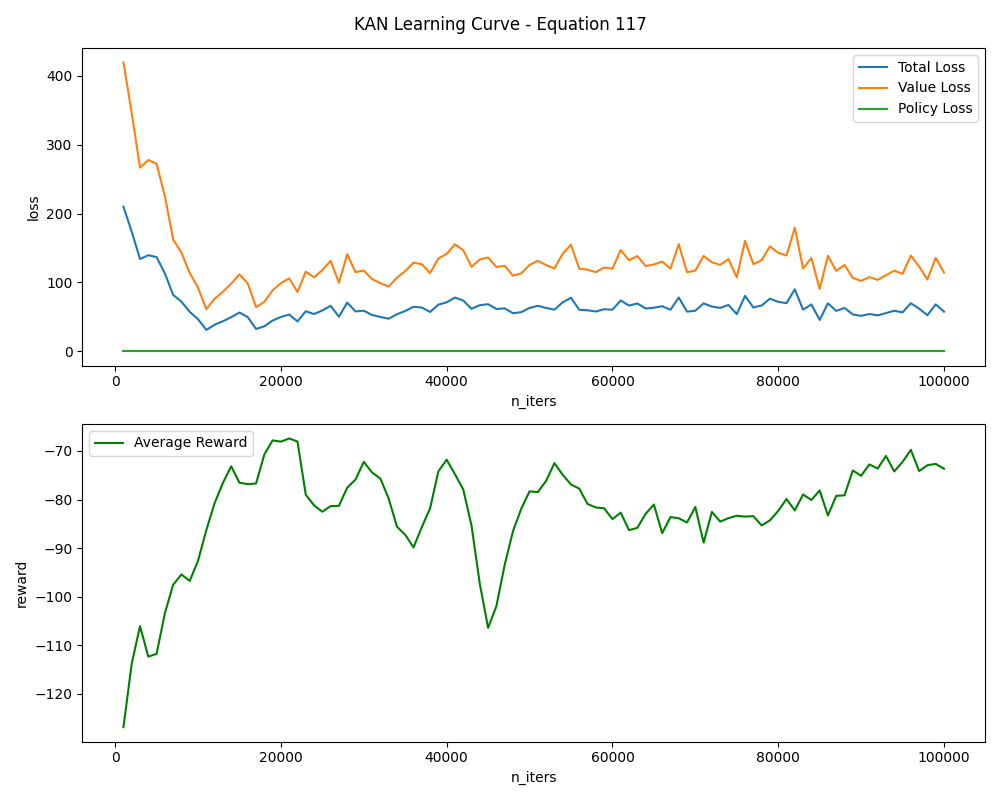 KAN Learning Curve - Equation 117
400
300
200
100
0
loss
Total Loss
Value Loss
Policy Loss
0 20000 40000 60000 80000 100000
n_iters
−70
−80
−90
−100
−110
−120
reward
Average Reward
0 20000 40000 60000 80000 100000
n_iters